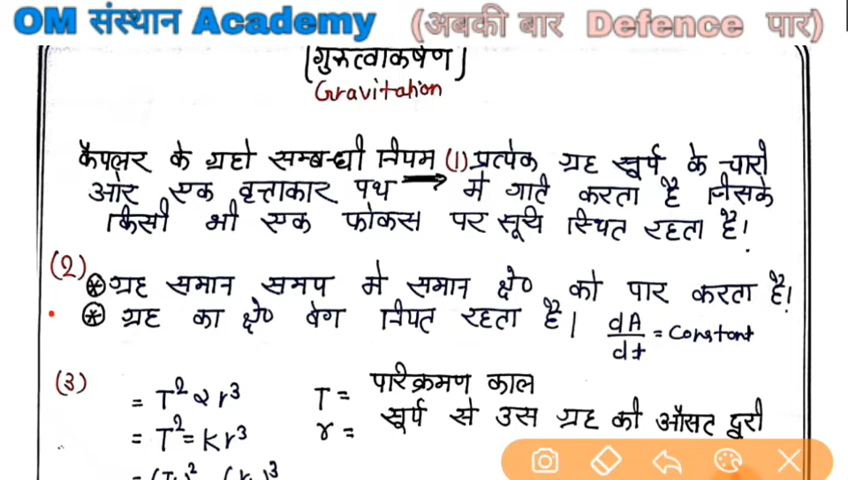 OM संस्थान Academy (अबकी बार Defence पार)
(गुरुत्वाकर्षण)
Gravitation
कैपलर के ग्रहो सम्बन्धी नियम (1) प्रत्येक ग्रह सूर्य के चारो
ओर एक वृत्ताकार पथ → मे गति करता है जिसके
किसी भी एक फोकस पर सूर्य स्थित रहता है।
(2)
⊛ ग्रह समान समय मे समान क्षे० को पार करता है।
⊛ ग्रह का क्षे० वेग नियत रहता है। dA/dt = Constant
(3)
= T² ∝ r³ T = परिक्रमण काल
= T² = Kr³ r = सूर्य से उस ग्रह की औसत दूरी